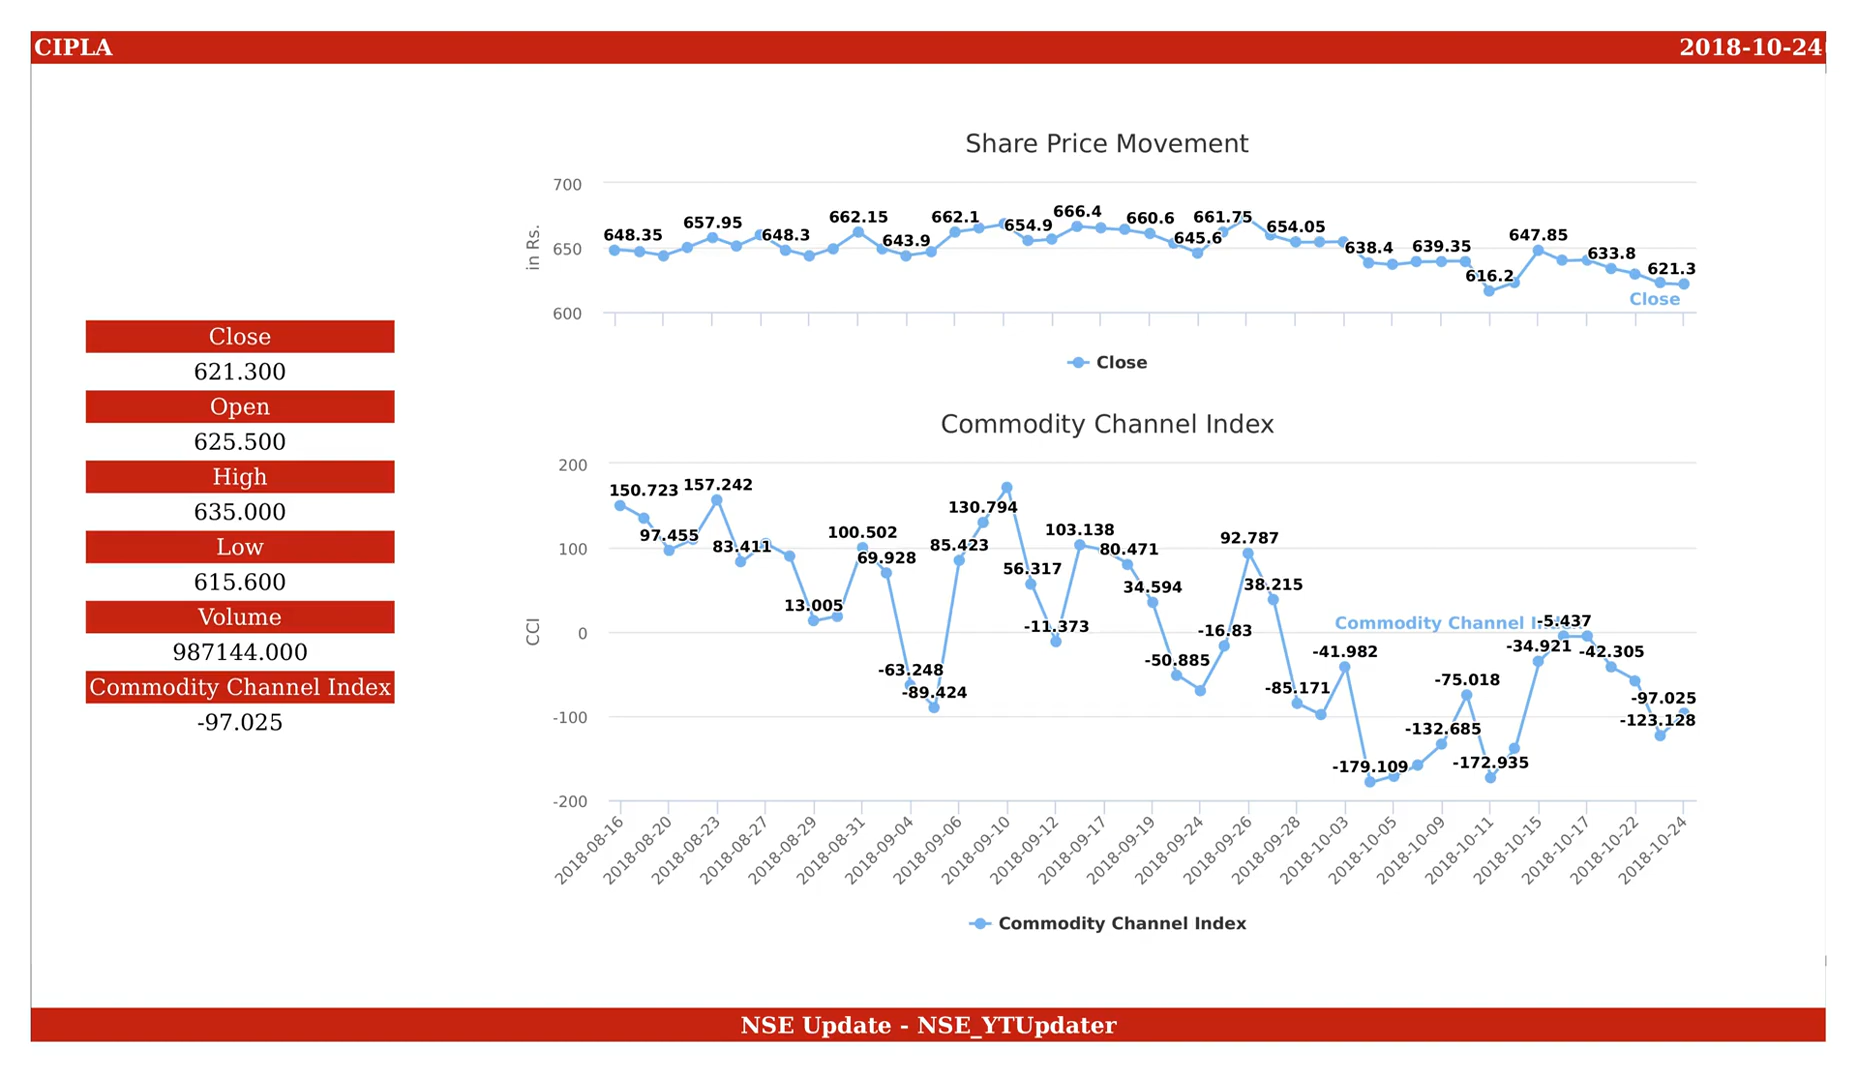 CIPLA 2018-10-24
Close
621.300
Open
625.500
High
635.000
Low
615.600
Volume
987144.000
Commodity Channel Index
-97.025
Share Price Movement
in Rs.
700
650
600
648.35 657.95 648.3 662.15 643.9 662.1 654.9 666.4 660.6 645.6 661.75 654.05 638.4 639.35 616.2 647.85 633.8 621.3
Close
Close
Commodity Channel Index
CCI
200
100
0
-100
-200
150.723 97.455 157.242 83.411 13.005 100.502 69.928 -63.248 -89.424 85.423 130.794 56.317 -11.373 103.138 80.471 34.594 -50.885 -16.83 92.787 38.215 -85.171 -41.982 -179.109 -132.685 -75.018 -172.935 -34.921 -5.437 -42.305 -123.128 -97.025
Commodity Channel
2018-08-16 2018-08-20 2018-08-23 2018-08-27 2018-08-29 2018-08-31 2018-09-04 2018-09-06 2018-09-10 2018-09-12 2018-09-17 2018-09-19 2018-09-24 2018-09-26 2018-09-28 2018-10-03 2018-10-05 2018-10-09 2018-10-11 2018-10-15 2018-10-17 2018-10-22 2018-10-24
Commodity Channel Index
NSE Update - NSE_YTUpdater